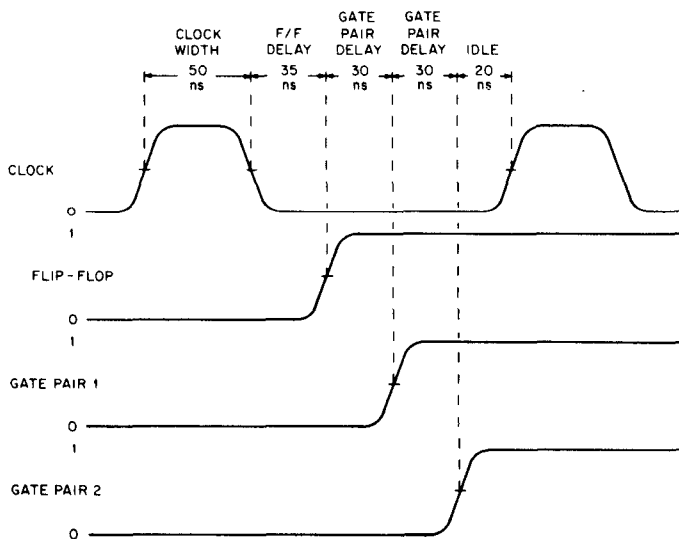 CLOCK WIDTH
50 ns
F/F DELAY
35 ns
GATE PAIR DELAY
30 ns
GATE PAIR DELAY
30 ns
IDLE
20 ns
CLOCK
0
1
FLIP-FLOP
0
1
GATE PAIR 1
0
1
GATE PAIR 2
0